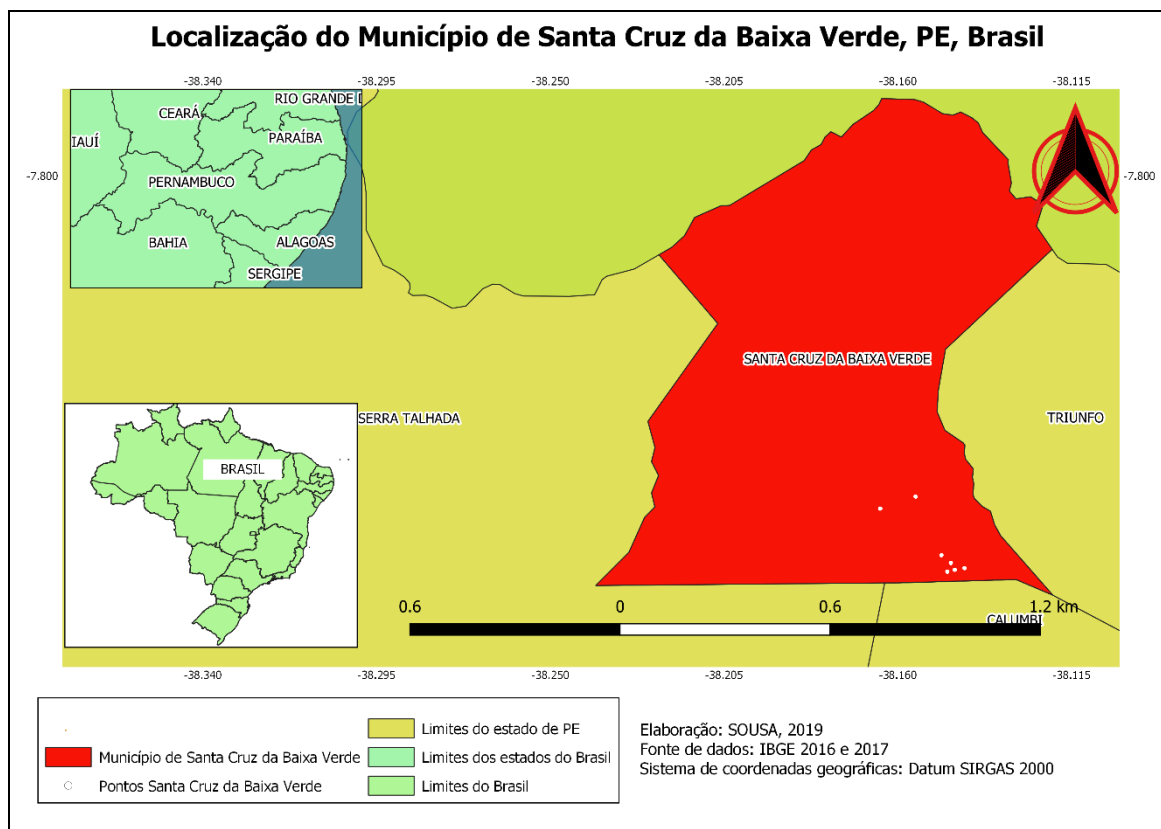 Localização do Município de Santa Cruz da Baixa Verde, PE, Brasil
-38.340 -38.295 -38.250 -38.205 -38.160 -38.115
-7.800 -7.800
CEARÁ
RIO GRANDE D
IAUÍ
PARAÍBA
PERNAMBUCO
BAHIA
ALAGOAS
SERGIPE
SANTA CRUZ DA BAIXA VERDE
SERRA TALHADA
TRIUNFO
BRASIL
0.6 0 0.6 1.2 km
CALUMBI
-38.340 -38.295 -38.250 -38.205 -38.160 -38.115
Município de Santa Cruz da Baixa Verde
Pontos Santa Cruz da Baixa Verde
Limites do estado de PE
Limites dos estados do Brasil
Limites do Brasil
Elaboração: SOUSA, 2019
Fonte de dados: IBGE 2016 e 2017
Sistema de coordenadas geográficas: Datum SIRGAS 2000